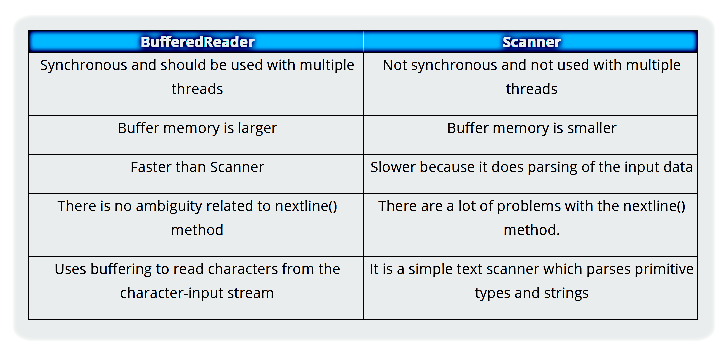 BufferedReader
Scanner
Synchronous and should be used with multiple
threads
Not synchronous and not used with multiple
threads
Buffer memory is larger
Buffer memory is smaller
Faster than Scanner
Slower because it does parsing of the input data
There is no ambiguity related to nextline()
method
There are a lot of problems with the nextline()
method.
Uses buffering to read characters from the
character-input stream
It is a simple text scanner which parses primitive
types and strings